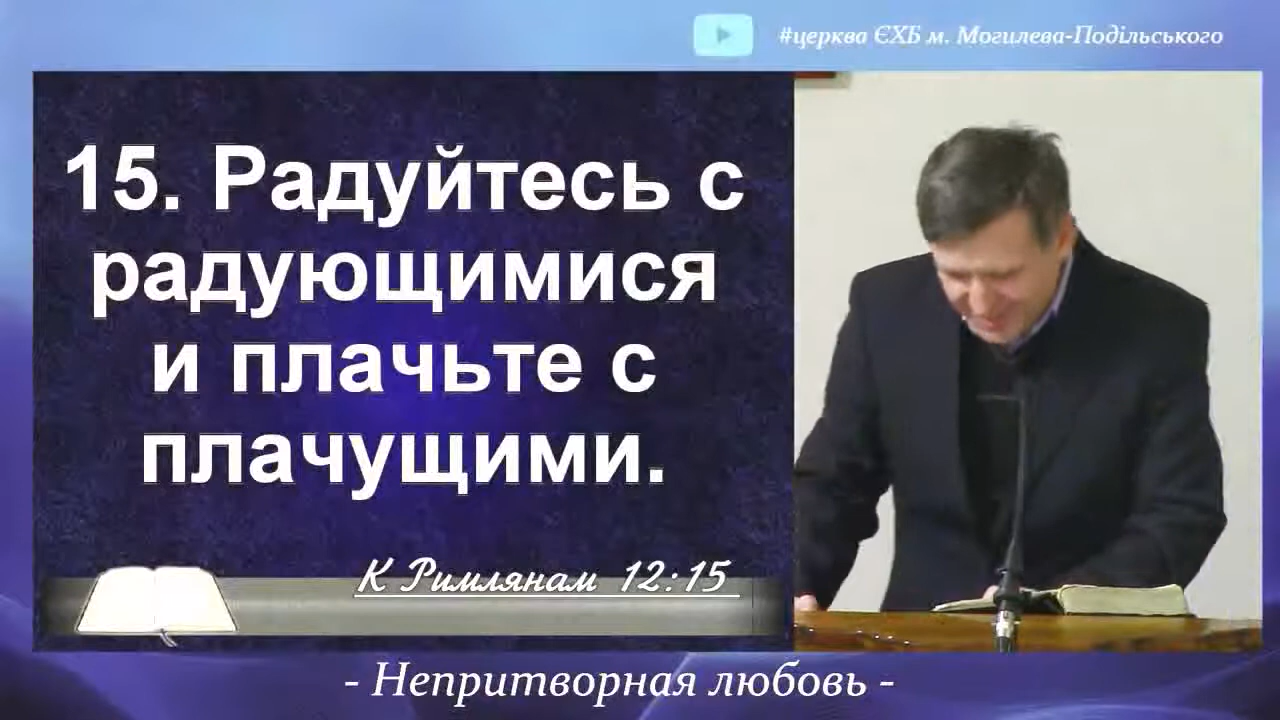 #церква ЄХБ м. Могилева-Подільського
15. Радуйтесь с
радующимися
и плачьте с
плачущими.
К Римлянам 12:15
- Непритворная любовь -